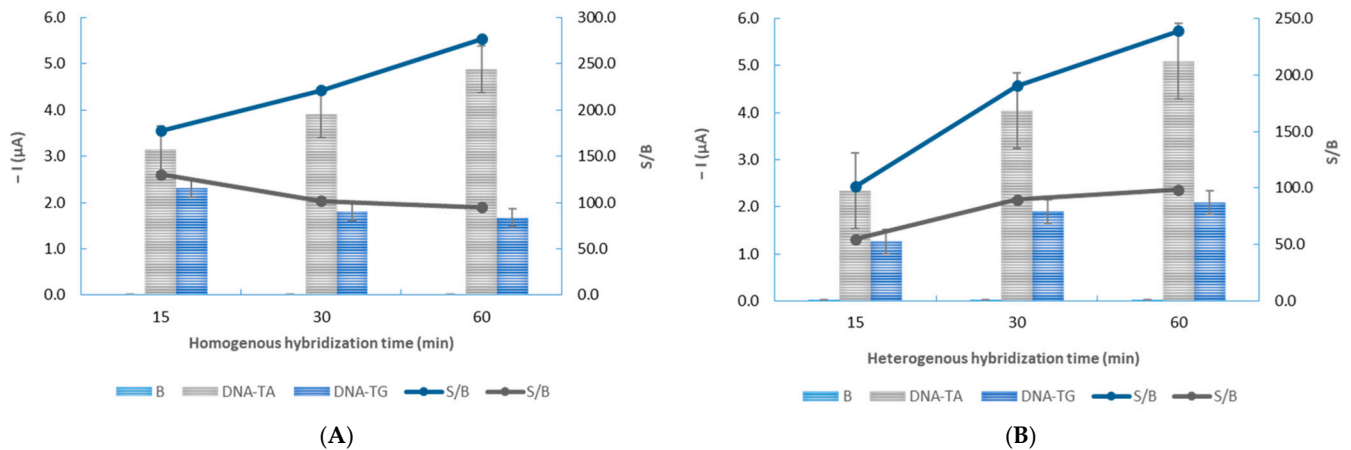 6.0
5.0
4.0
3.0
2.0
1.0
0.0
– I (µA)
300.0
250.0
200.0
150.0
100.0
50.0
0.0
S/B
15 30 60
Homogenous hybridization time (min)
B DNA-TA DNA-TG S/B S/B
(A)
6.0
5.0
4.0
3.0
2.0
1.0
0.0
– I (µA)
250.0
200.0
150.0
100.0
50.0
0.0
S/B
15 30 60
Heterogenous hybridization time (min)
B DNA-TA DNA-TG S/B S/B
(B)